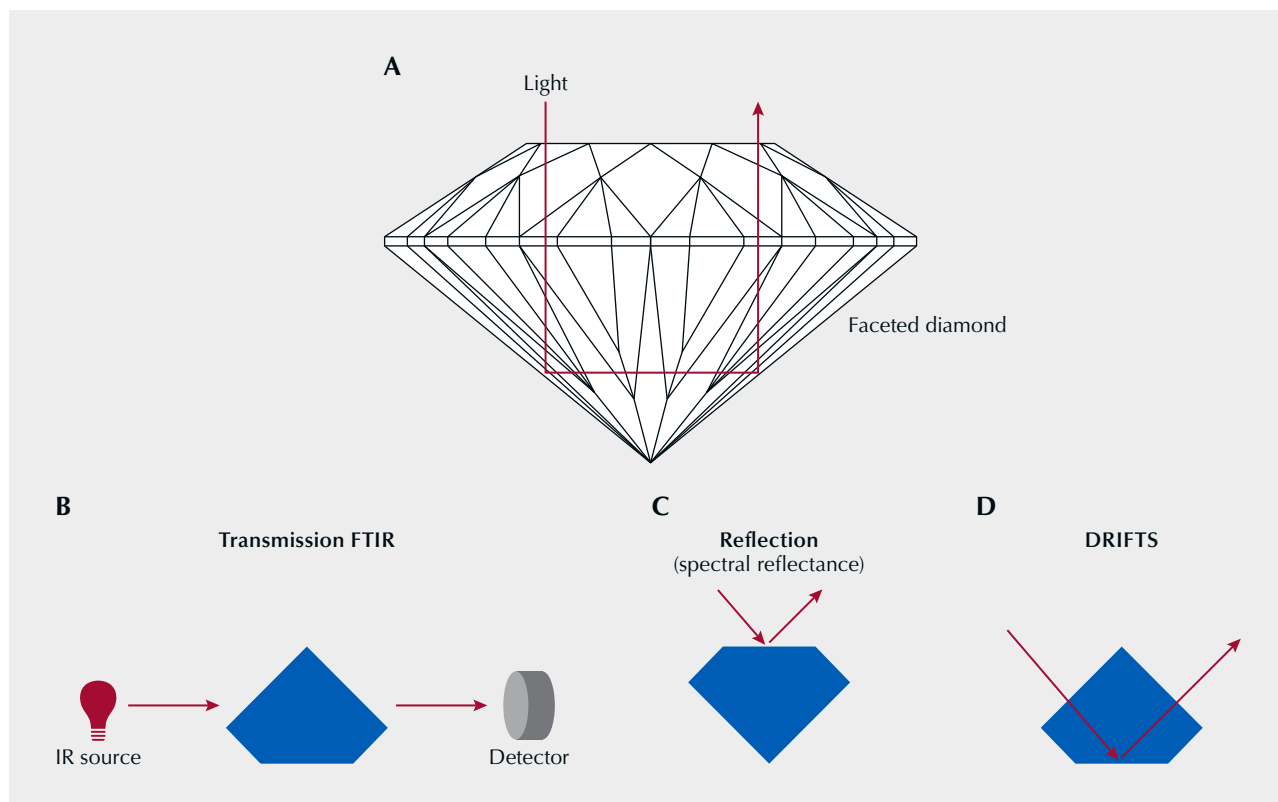 A
Light
Faceted diamond
B
Transmission FTIR
IR source
Detector
C
Reflection
(spectral reflectance)
D
DRIFTS